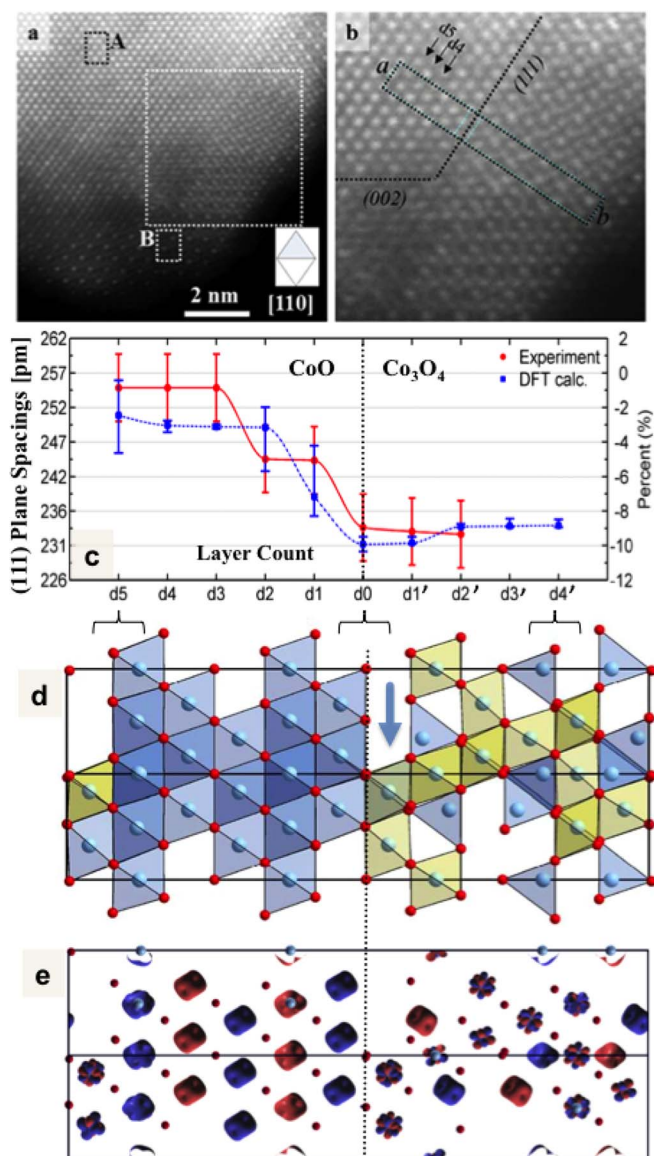 a
A
B
2 nm
[110]
b
d5
d4
a
(111)
(002)
b
(111) Plane Spacings [pm]
262
257
252
247
242
236
231
226
CoO
Co₃O₄
Experiment
DFT calc.
2
0
-2
-4
-6
-8
-10
-12
Percent (%)
c
Layer Count
d5 d4 d3 d2 d1 d0 d1′ d2′ d3′ d4′
d
e